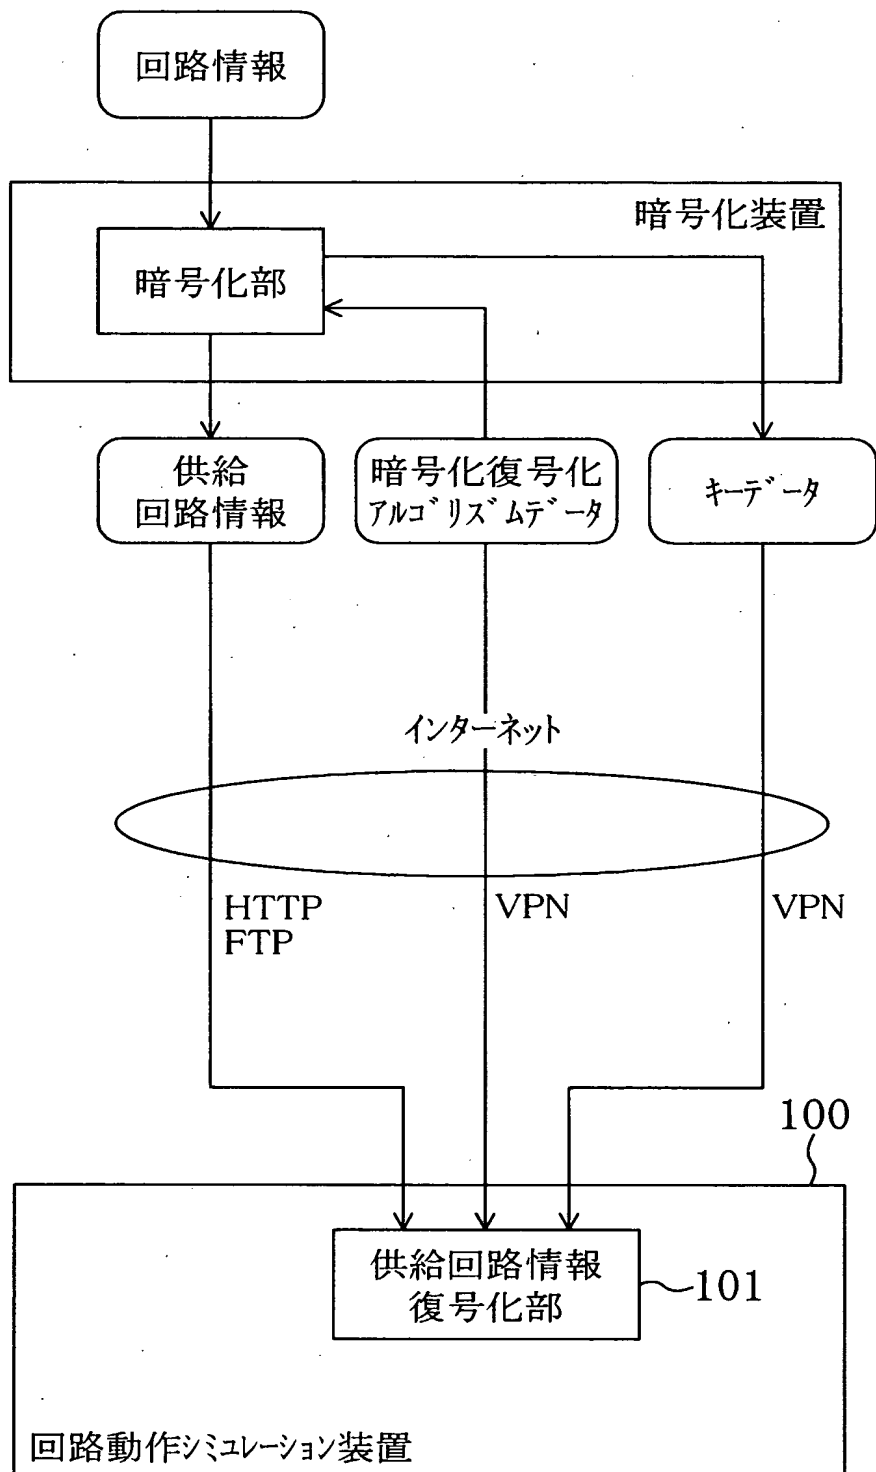 回路情報
暗号化装置
暗号化部
供給
回路情報
暗号化復号化
アルゴリズムデータ
キーデータ
インターネット
HTTP
FTP
VPN
VPN
100
供給回路情報
復号化部
101
回路動作シミュレーション装置